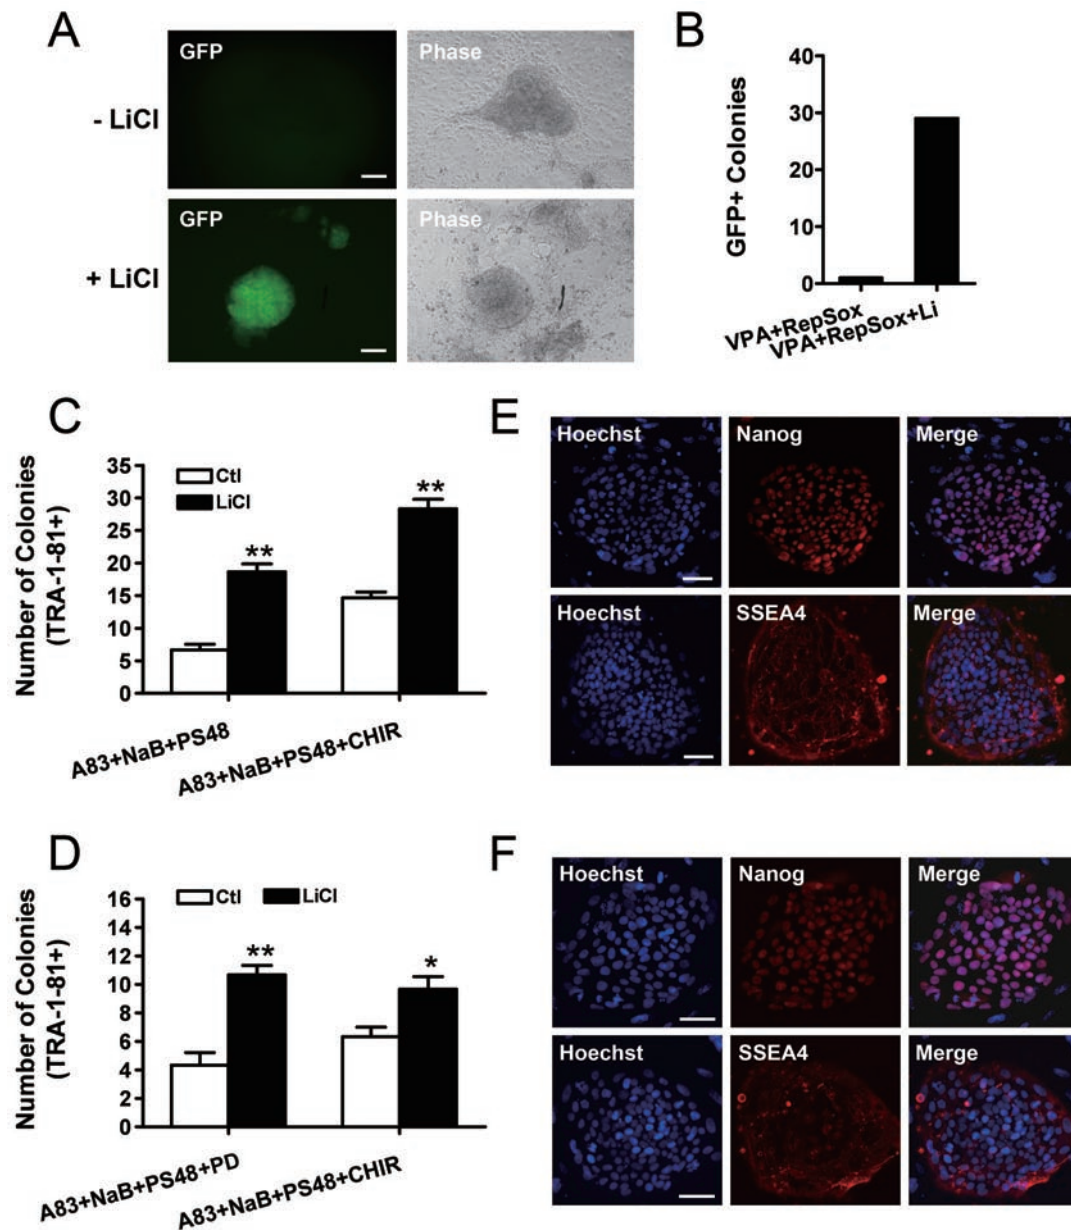 A
GFP
Phase
- LiCl
GFP
Phase
+ LiCl
B
GFP+ Colonies
40
30
20
10
0
VPA+RepSox
VPA+RepSox+Li
C
Number of Colonies
(TRA-1-81+)
35
30
25
20
15
10
5
0
Ctl
LiCl
**
**
A83+NaB+PS48
A83+NaB+PS48+CHIR
E
Hoechst
Nanog
Merge
Hoechst
SSEA4
Merge
D
Number of Colonies
(TRA-1-81+)
16
14
12
10
8
6
4
2
0
Ctl
LiCl
**
*
A83+NaB+PS48+PD
A83+NaB+PS48+CHIR
F
Hoechst
Nanog
Merge
Hoechst
SSEA4
Merge